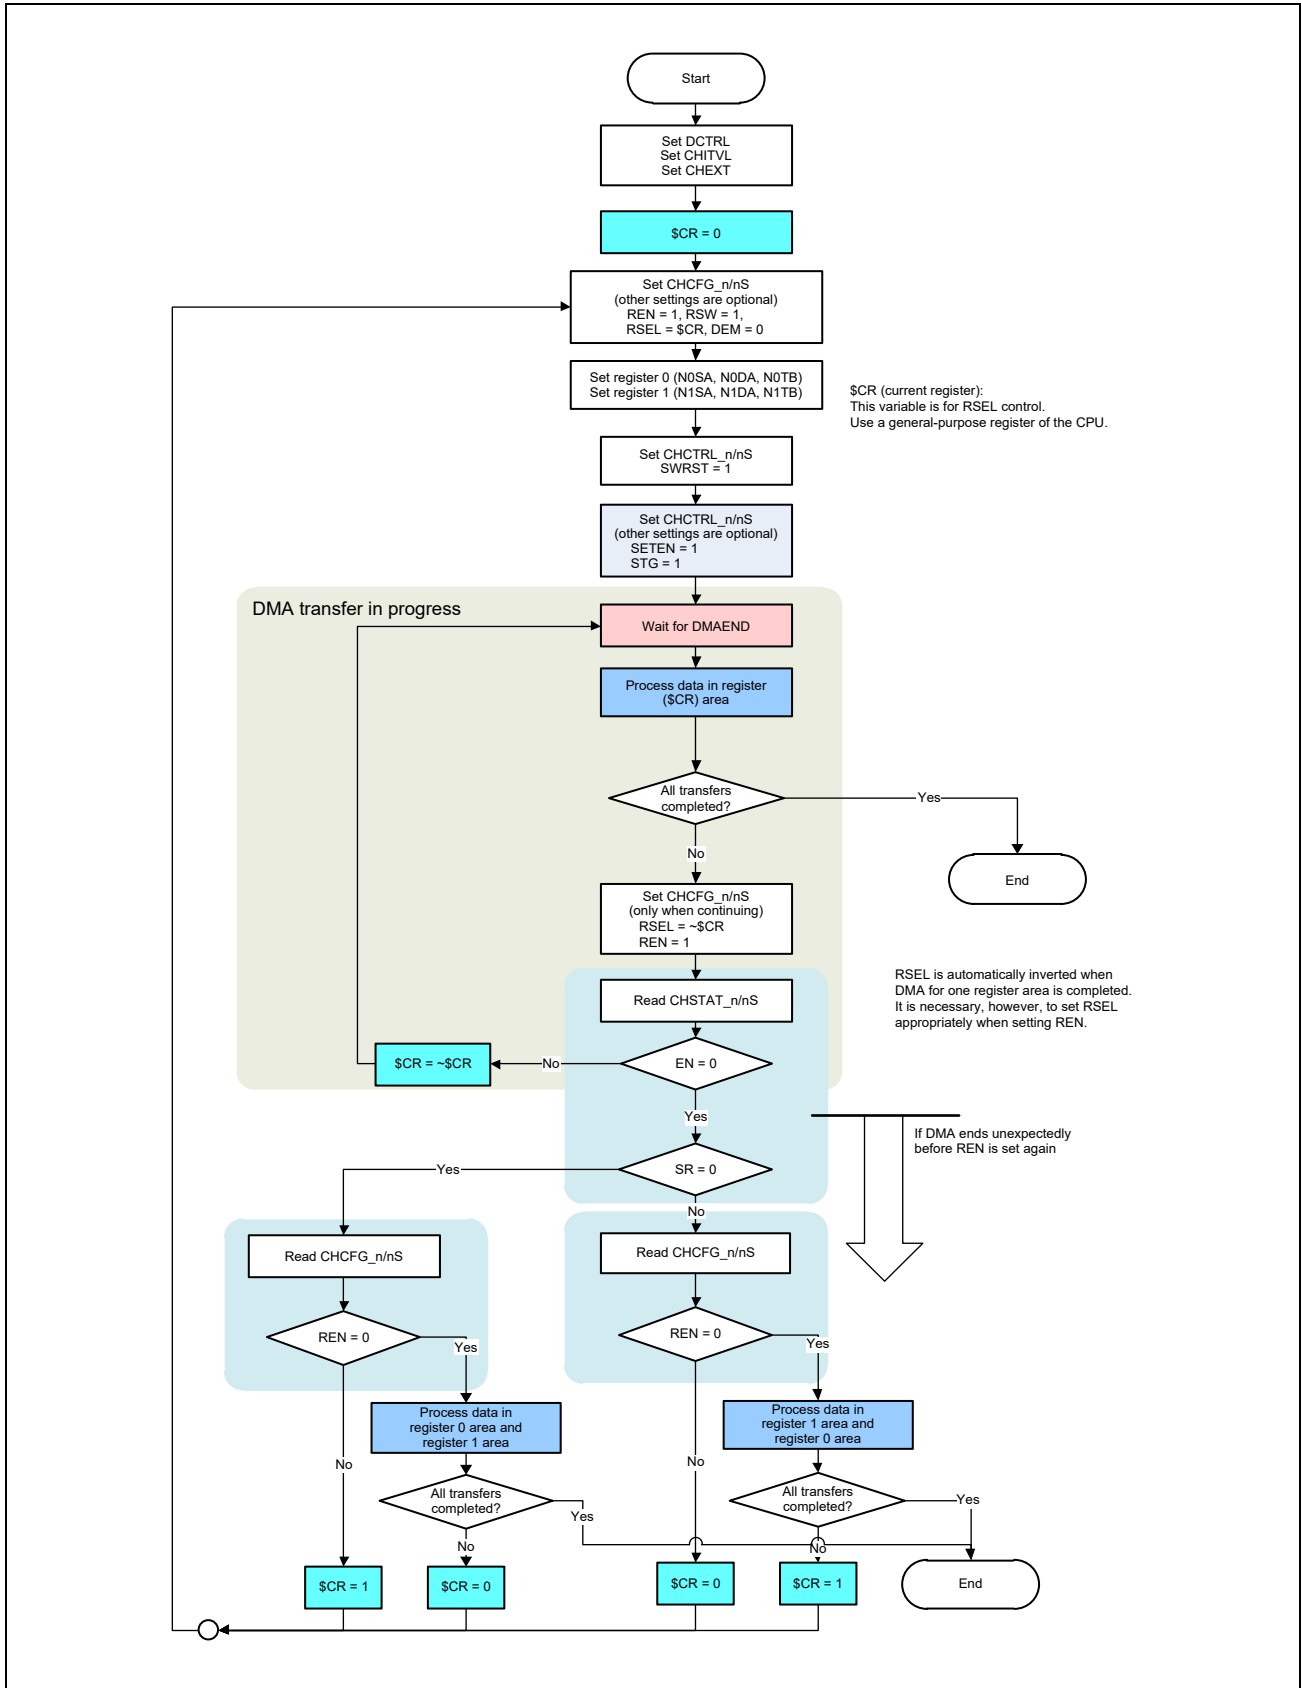 Start
Set DCTRL
Set CHITVL
Set CHEXT
$CR = 0
Set CHCFG_n/nS
(other settings are optional)
REN = 1, RSW = 1,
RSEL = $CR, DEM = 0
Set register 0 (N0SA, N0DA, N0TB)
Set register 1 (N1SA, N1DA, N1TB)
$CR (current register):
This variable is for RSEL control.
Use a general-purpose register of the CPU.
Set CHCTRL_n/nS
SWRST = 1
Set CHCTRL_n/nS
(other settings are optional)
SETEN = 1
STG = 1
DMA transfer in progress
Wait for DMAEND
Process data in register
($CR) area
All transfers
completed?
Yes
No
End
Set CHCFG_n/nS
(only when continuing)
RSEL = ~$CR
REN = 1
RSEL is automatically inverted when
DMA for one register area is completed.
It is necessary, however, to set RSEL
appropriately when setting REN.
Read CHSTAT_n/nS
$CR = ~$CR
No
EN = 0
Yes
If DMA ends unexpectedly
before REN is set again
Yes
SR = 0
No
Read CHCFG_n/nS
Read CHCFG_n/nS
REN = 0
Yes
REN = 0
Yes
Process data in
register 0 area and
register 1 area
Process data in
register 1 area and
register 0 area
No
No
All transfers
completed?
Yes
All transfers
completed?
Yes
No
No
$CR = 1
$CR = 0
$CR = 0
$CR = 1
End